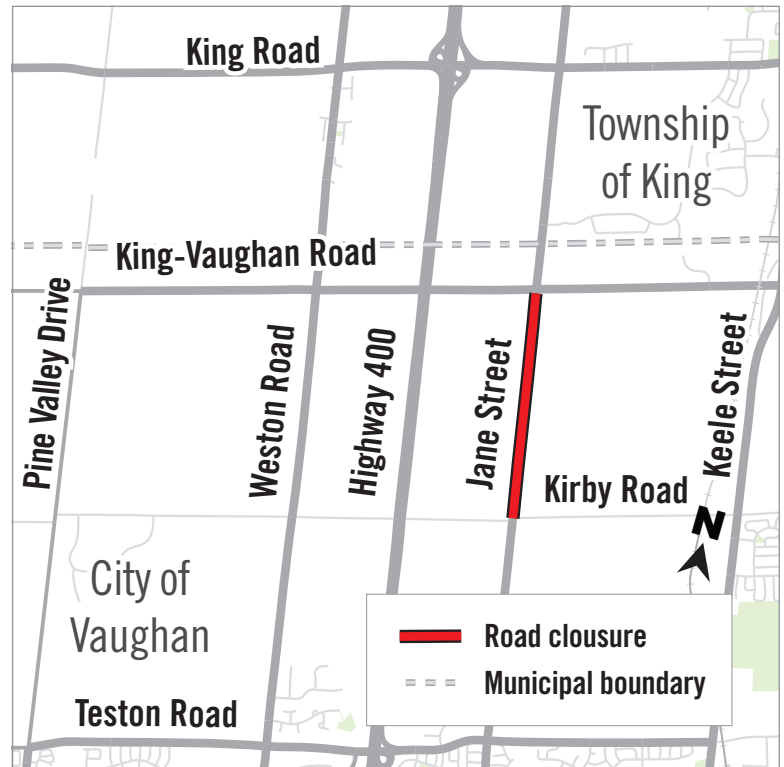 King Road
Township
of King
King-Vaughan Road
Pine Valley Drive
Weston Road
Highway 400
Jane Street
Keele Street
Kirby Road
N
City of
Vaughan
Road clousure
Municipal boundary
Teston Road